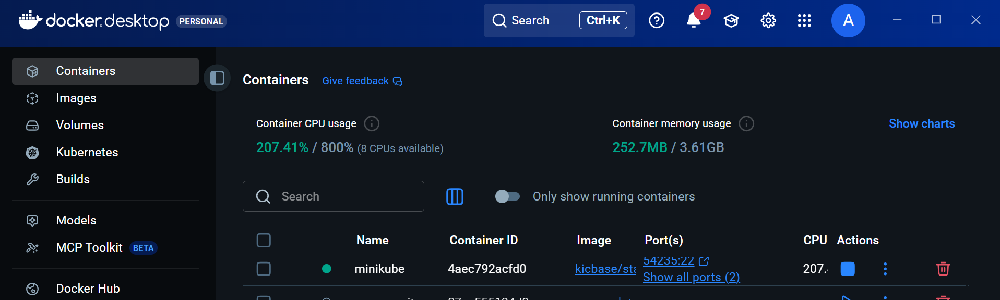 docker desktop PERSONAL
Search Ctrl+K
7
A
Containers
Images
Volumes
Kubernetes
Builds
Models
MCP Toolkit BETA
Docker Hub
Containers Give feedback
Container CPU usage
207.41% / 800% (8 CPUs available)
Container memory usage
252.7MB / 3.61GB
Show charts
Search
Only show running containers
Name Container ID Image Port(s) CPU Actions
minikube 4aec792acfd0 kicbase/sta 54235:22 207.
Show all ports (2)